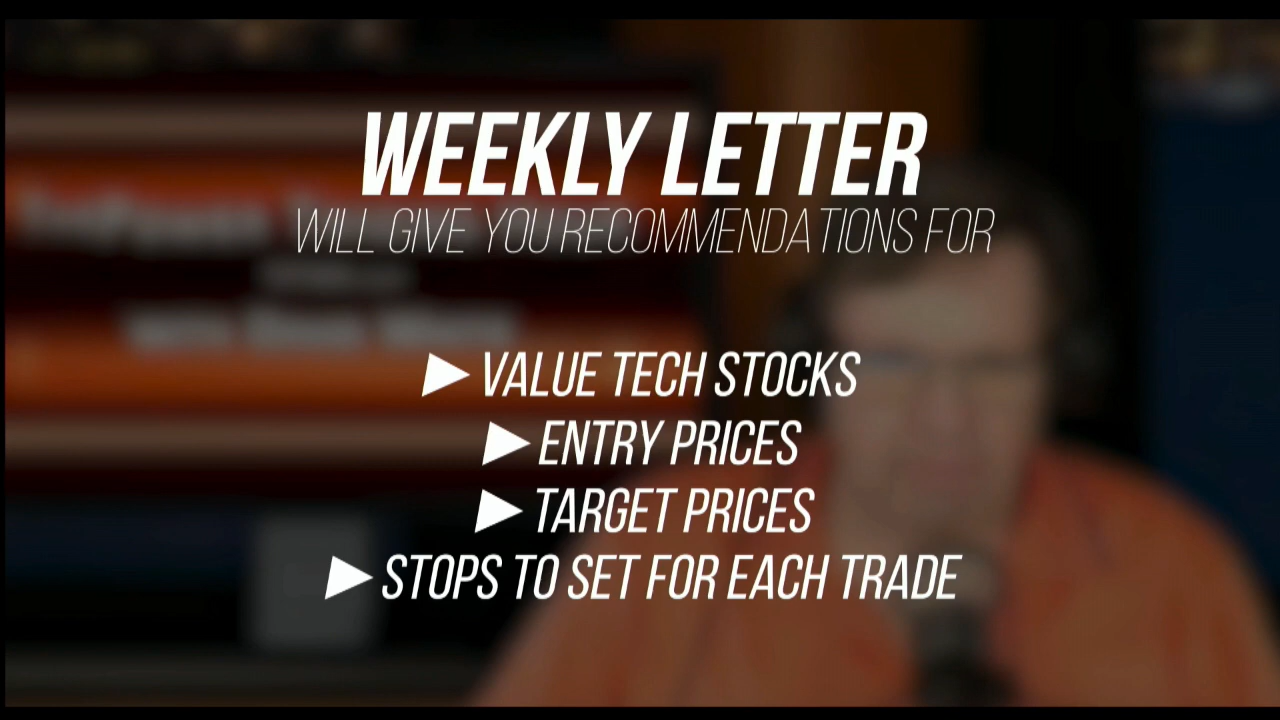 WEEKLY LETTER
WILL GIVE YOU RECOMMENDATIONS FOR
▶ VALUE TECH STOCKS
▶ ENTRY PRICES
▶ TARGET PRICES
▶ STOPS TO SET FOR EACH TRADE